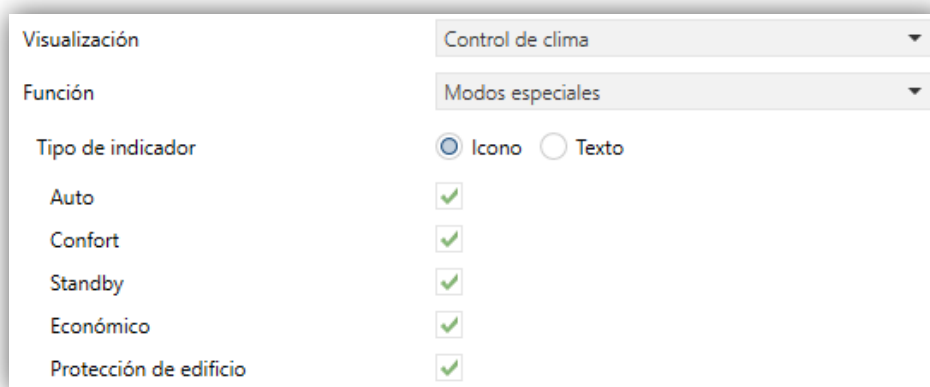 Visualización Control de clima
Función Modos especiales
Tipo de indicador Icono Texto
Auto
Confort
Standby
Económico
Protección de edificio